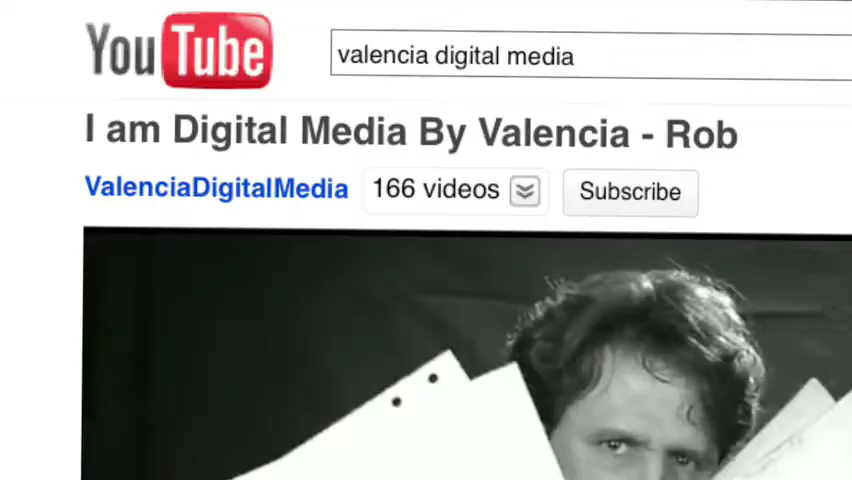 YouTube
valencia digital media
I am Digital Media By Valencia - Rob
ValenciaDigitalMedia 166 videos Subscribe